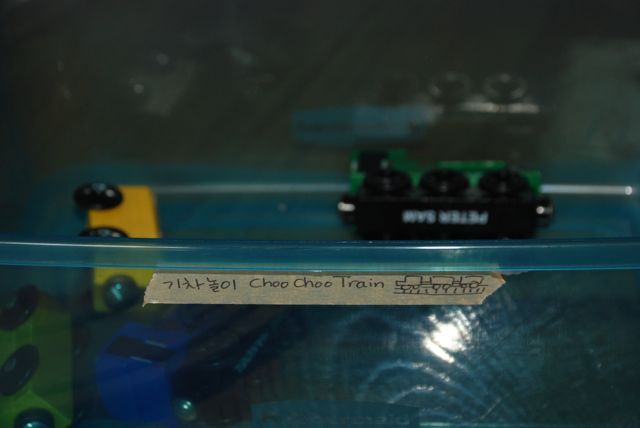 PETER SAM
기차놀이 Choo Choo Train